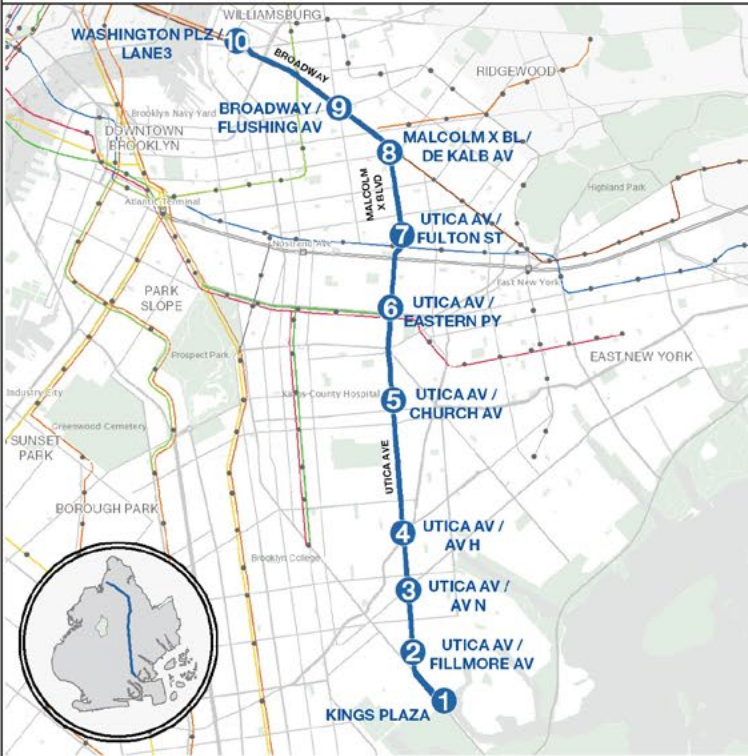 WILLIAMSBURG
WASHINGTON PLZ /
LANE3
10
BROADWAY
RIDGEWOOD
9
BROADWAY /
FLUSHING AV
Brooklyn Navy Yard
DOWNTOWN
BROOKLYN
8
MALCOLM X BL/
DE KALB AV
MALCOLM
X BLVD
Highland Park
Atlantic Terminal
7
UTICA AV /
FULTON ST
Nostrand Ave
East New York
PARK
SLOPE
6
UTICA AV /
EASTERN PY
Prospect Park
EAST NEW YORK
Industry City
Kings County Hospital
5
UTICA AV /
CHURCH AV
Greenwood Cemetery
SUNSET
PARK
UTICA AVE
BOROUGH PARK
4
UTICA AV /
AV H
Brooklyn College
3
UTICA AV /
AV N
2
UTICA AV /
FILLMORE AV
1
KINGS PLAZA